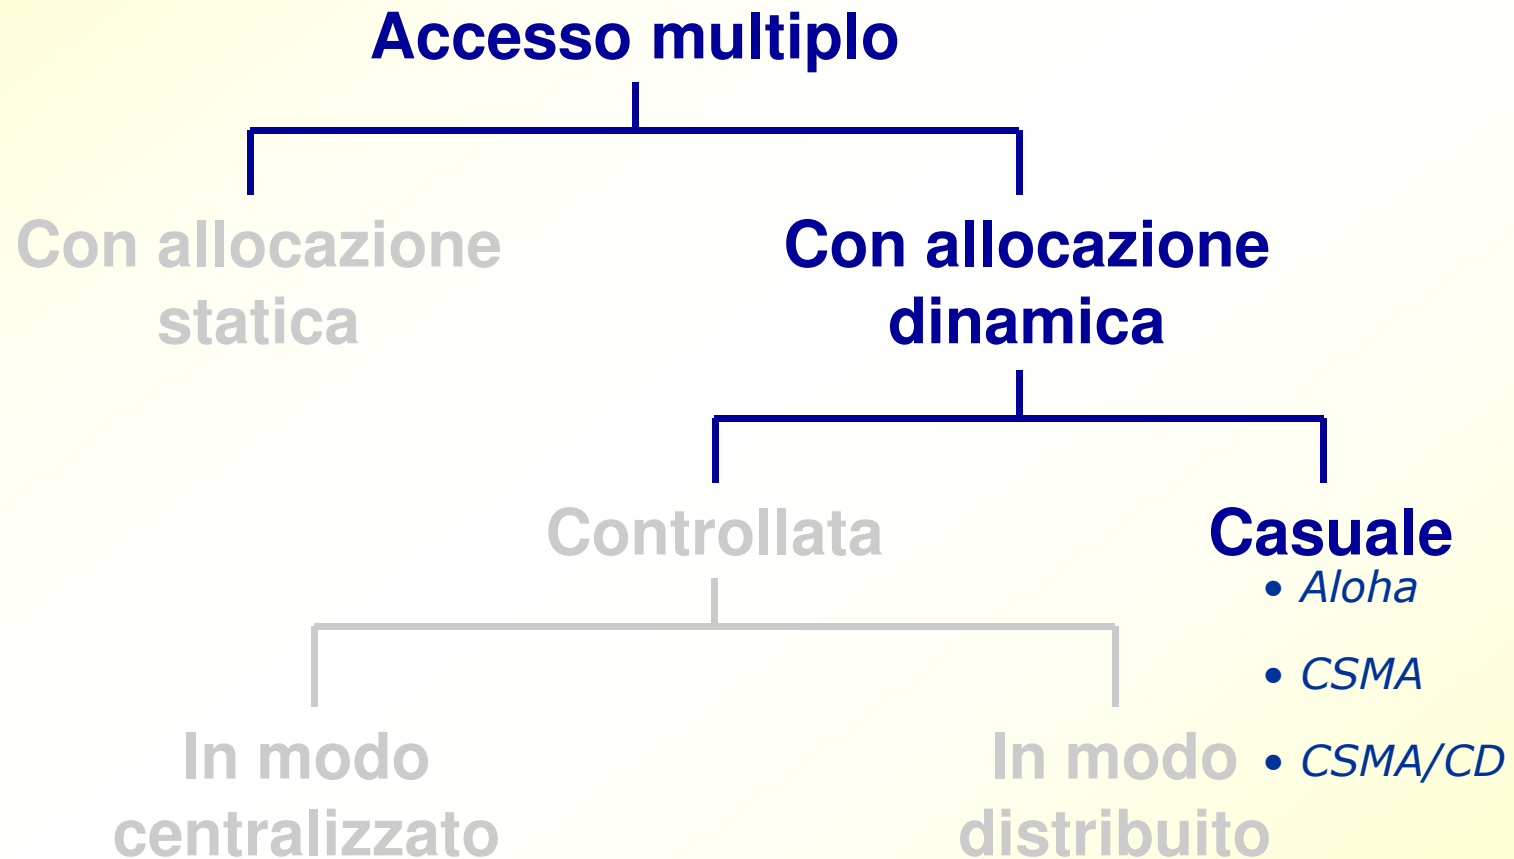 Accesso multiplo
Con allocazione
statica
Con allocazione
dinamica
Controllata
Casuale
• Aloha
• CSMA
• CSMA/CD
In modo
centralizzato
In modo
distribuito